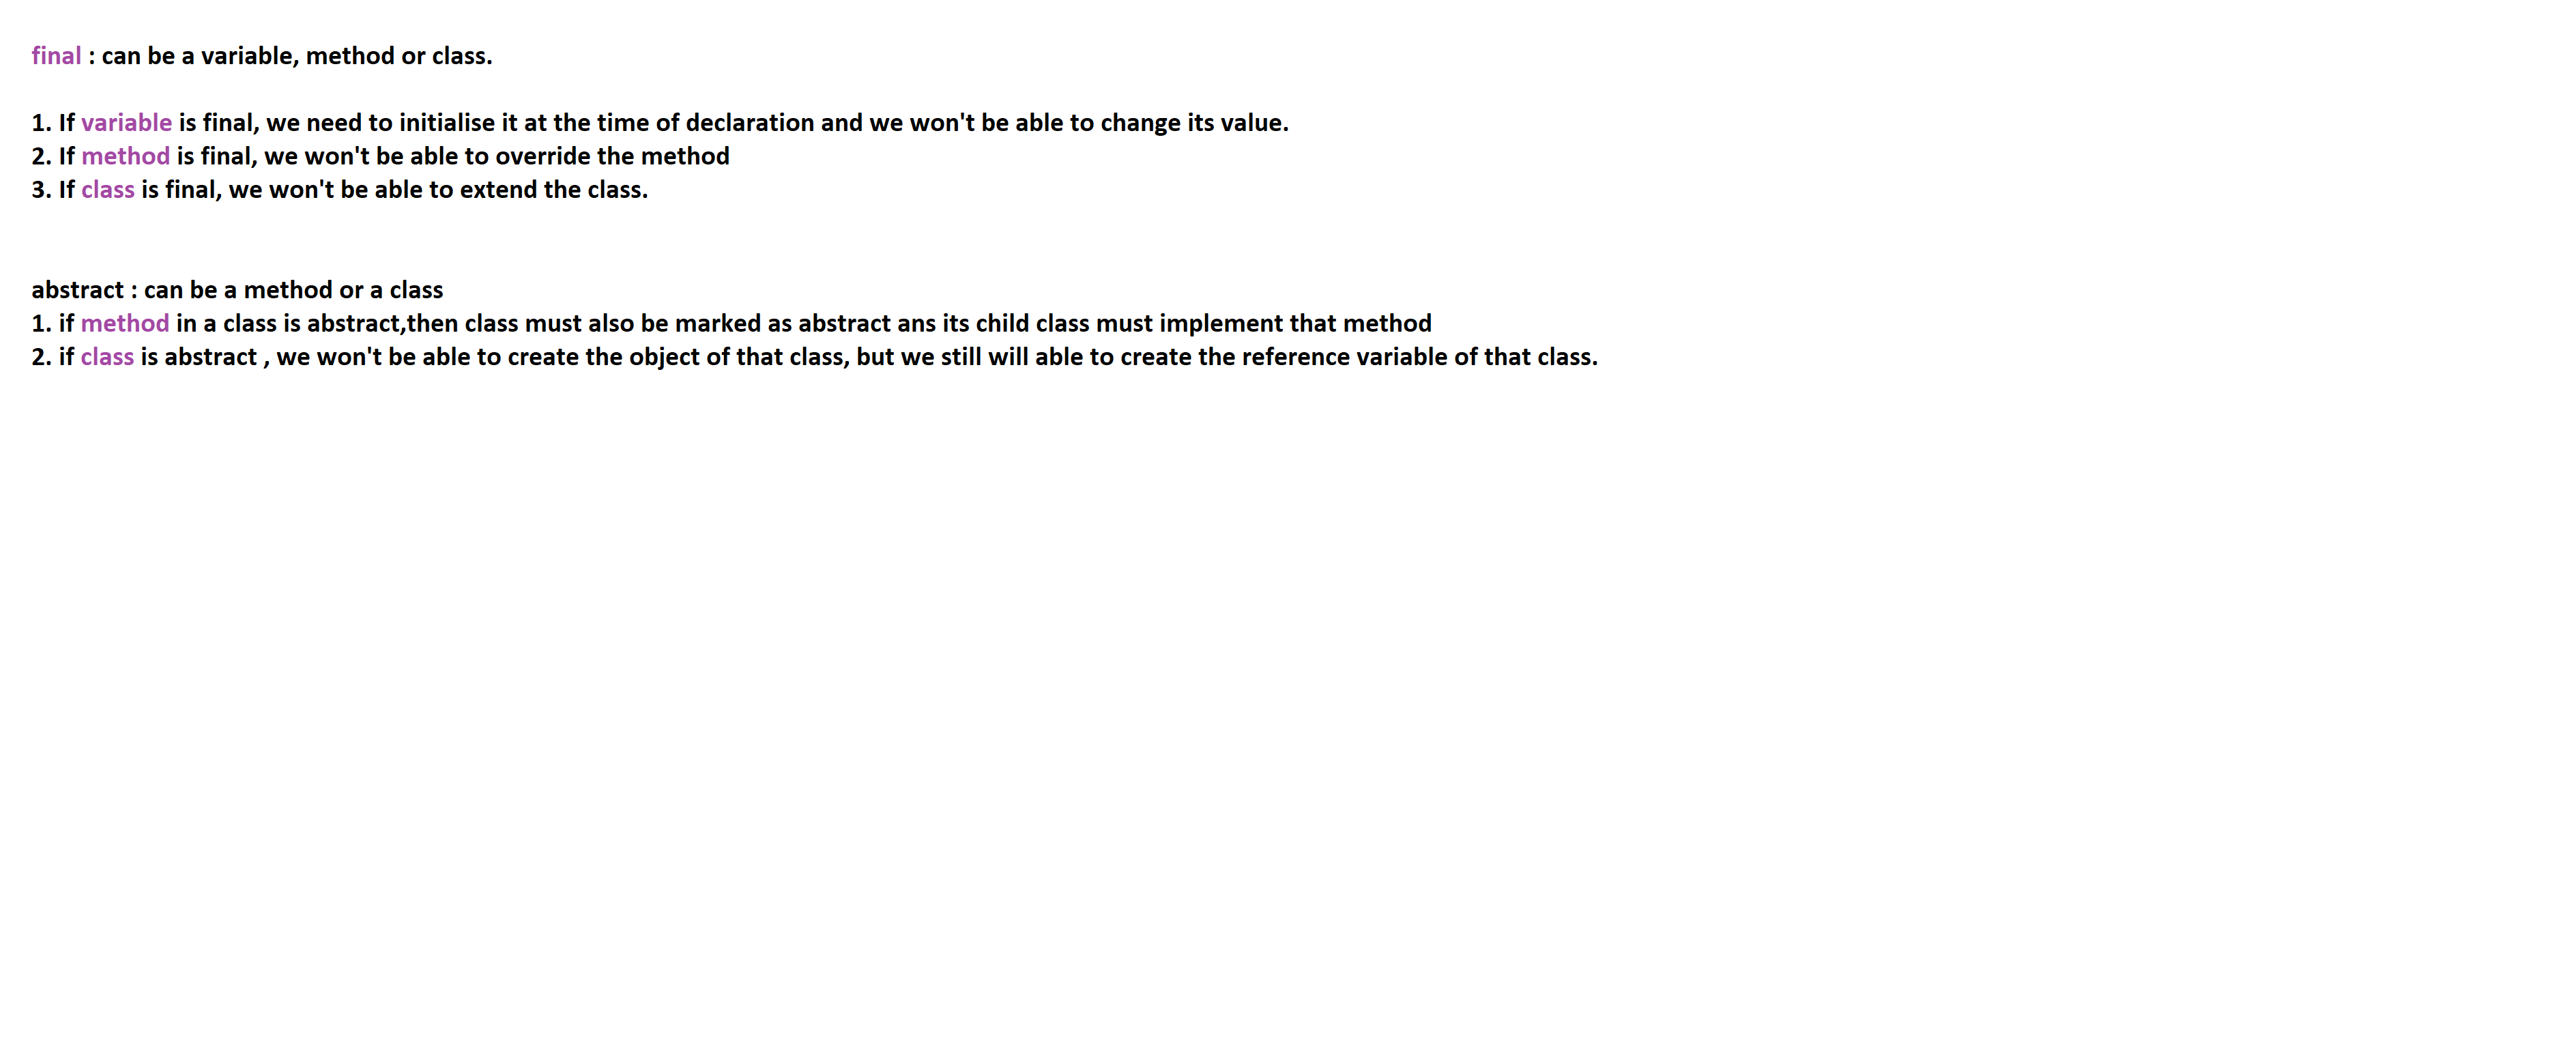 final : can be a variable, method or class.
1. If variable is final, we need to initialise it at the time of declaration and we won't be able to change its value.
2. If method is final, we won't be able to override the method
3. If class is final, we won't be able to extend the class.
abstract : can be a method or a class
1. if method in a class is abstract,then class must also be marked as abstract ans its child class must implement that method
2. if class is abstract , we won't be able to create the object of that class, but we still will able to create the reference variable of that class.